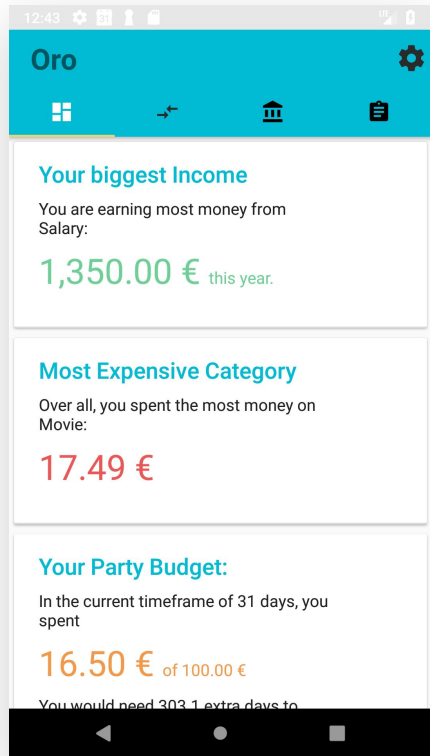 12:43
31
LTE
Oro
Your biggest Income
You are earning most money from
Salary:
1,350.00 € this year.
Most Expensive Category
Over all, you spent the most money on
Movie:
17.49 €
Your Party Budget:
In the current timeframe of 31 days, you
spent
16.50 € of 100.00 €
You would need 303.1 extra days to